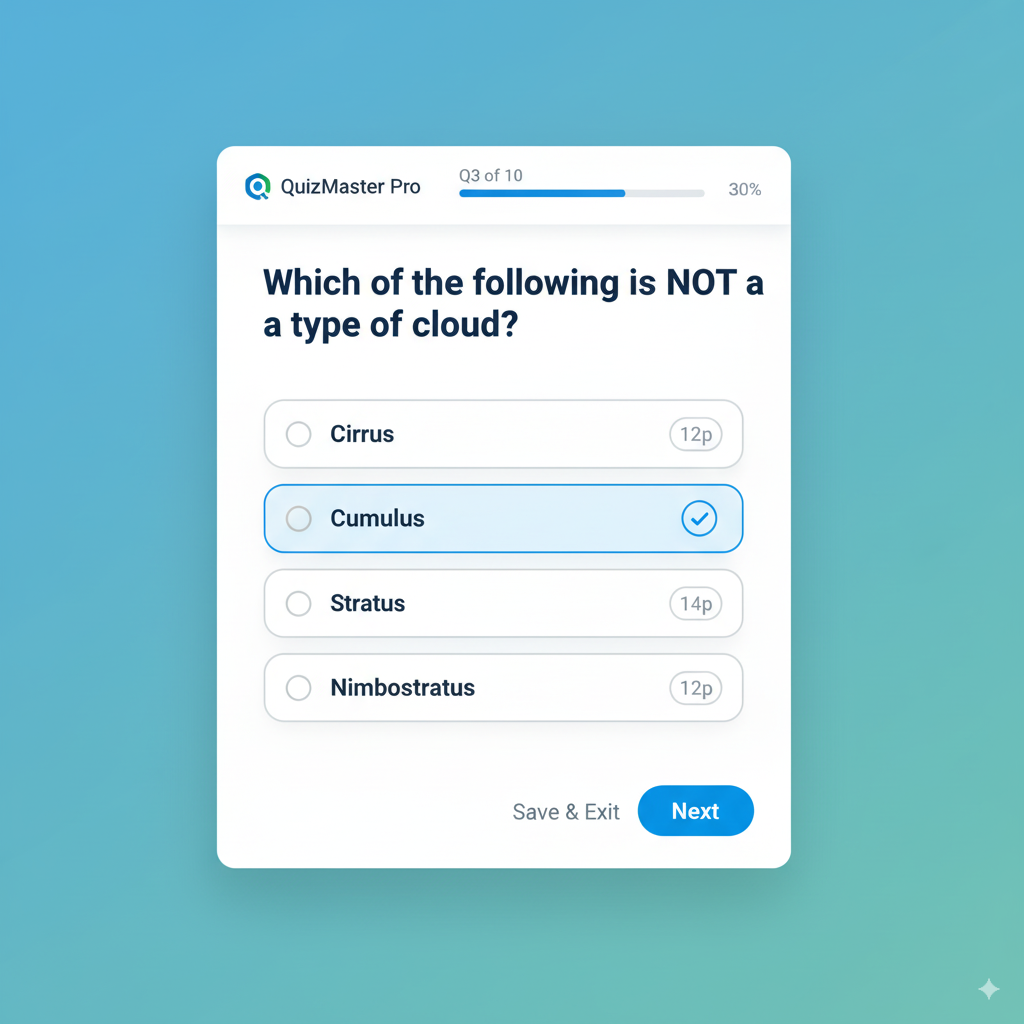 QuizMaster Pro
Q3 of 10
30%
Which of the following is NOT a
a type of cloud?
Cirrus
12p
Cumulus
Stratus
14p
Nimbostratus
12p
Save & Exit
Next